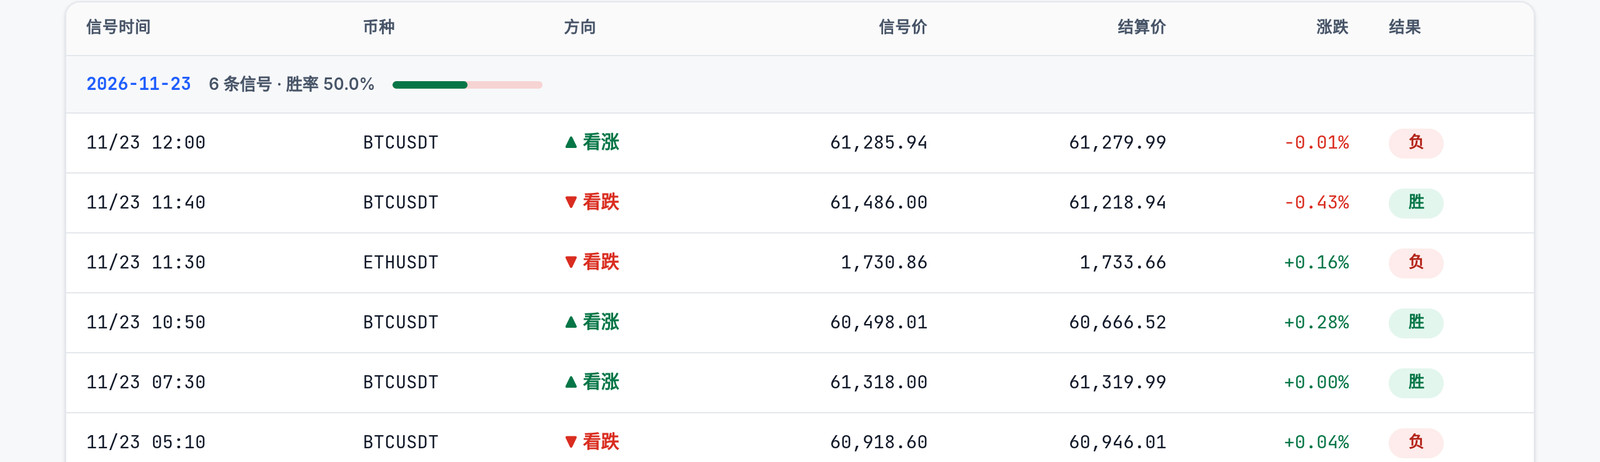 信号时间 币种 方向 信号价 结算价 涨跌 结果
2026-11-23 6 条信号 · 胜率 50.0%
11/23 12:00 BTCUSDT ▲ 看涨 61,285.94 61,279.99 -0.01% 负
11/23 11:40 BTCUSDT ▼ 看跌 61,486.00 61,218.94 -0.43% 胜
11/23 11:30 ETHUSDT ▼ 看跌 1,730.86 1,733.66 +0.16% 负
11/23 10:50 BTCUSDT ▲ 看涨 60,498.01 60,666.52 +0.28% 胜
11/23 07:30 BTCUSDT ▲ 看涨 61,318.00 61,319.99 +0.00% 胜
11/23 05:10 BTCUSDT ▼ 看跌 60,918.60 60,946.01 +0.04% 负